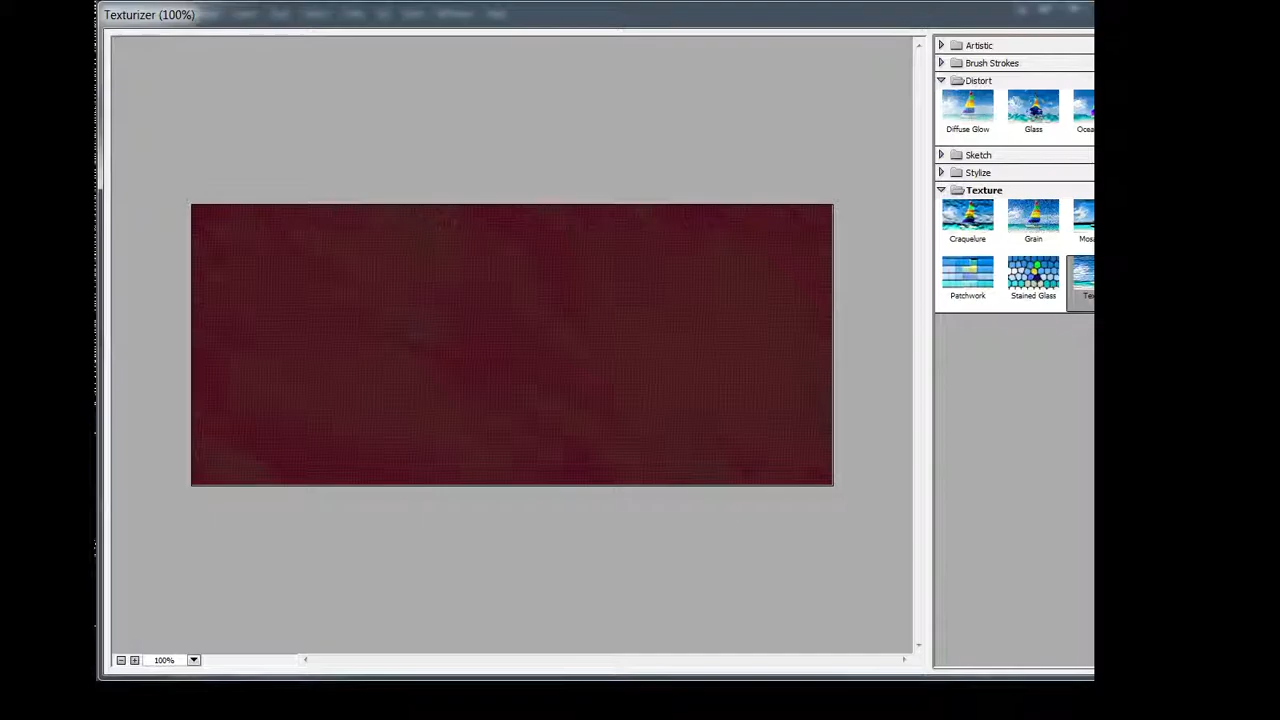 Texturizer (100%)
Artistic
Brush Strokes
Distort
Diffuse Glow
Glass
Sketch
Stylize
Texture
Craquelure
Grain
Patchwork
Stained Glass
100%